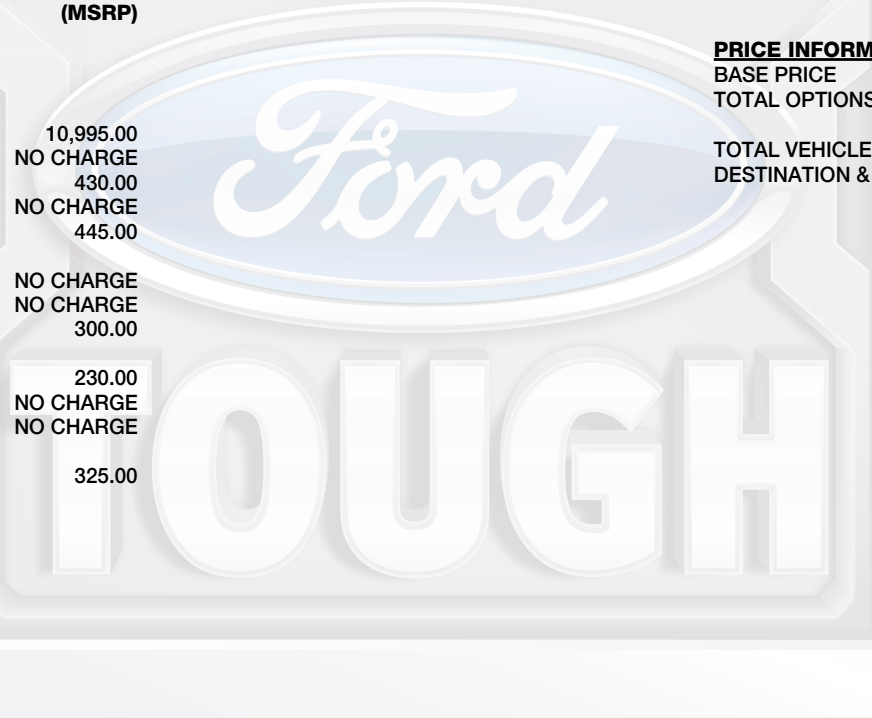 (MSRP)
10,995.00
NO CHARGE
430.00
NO CHARGE
445.00
NO CHARGE
NO CHARGE
300.00
230.00
NO CHARGE
NO CHARGE
325.00
PRICE INFORM
BASE PRICE
TOTAL OPTIONS
TOTAL VEHICLE
DESTINATION &
Ford
TOUGH